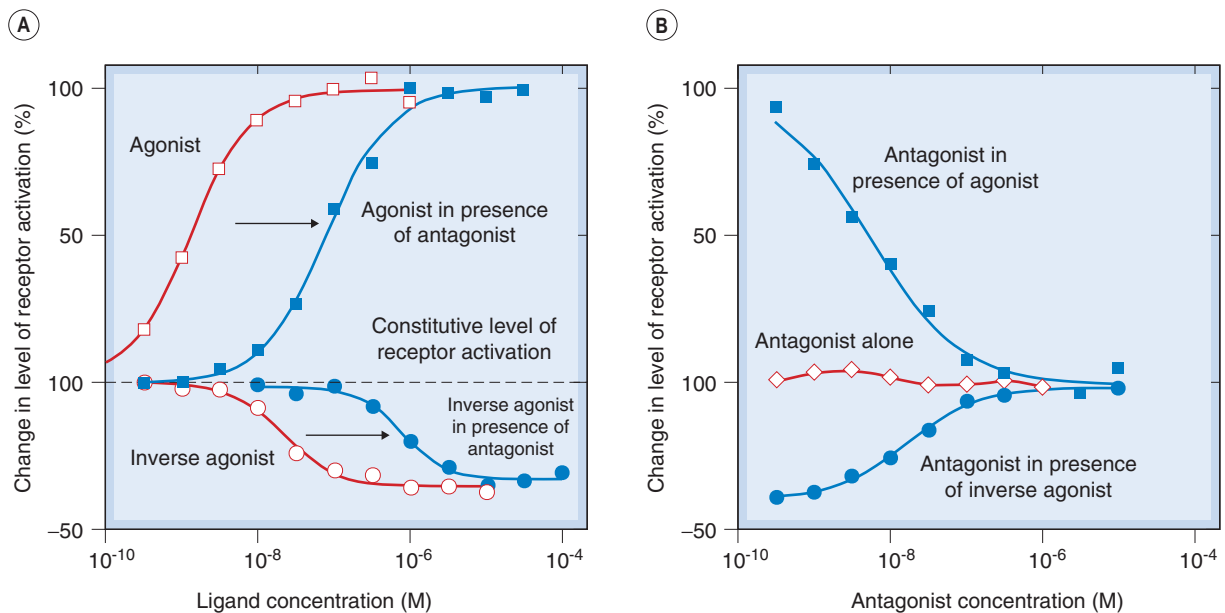 A
Change in level of receptor activation (%)
100
50
100
–50
Agonist
Agonist in presence
of antagonist
Constitutive level of
receptor activation
Inverse agonist
in presence of
antagonist
Inverse agonist
10-10
10-8
10-6
10-4
Ligand concentration (M)
B
Change in level of receptor activation (%)
100
50
100
–50
Antagonist in
presence of agonist
Antagonist alone
Antagonist in presence
of inverse agonist
10-10
10-8
10-6
10-4
Antagonist concentration (M)